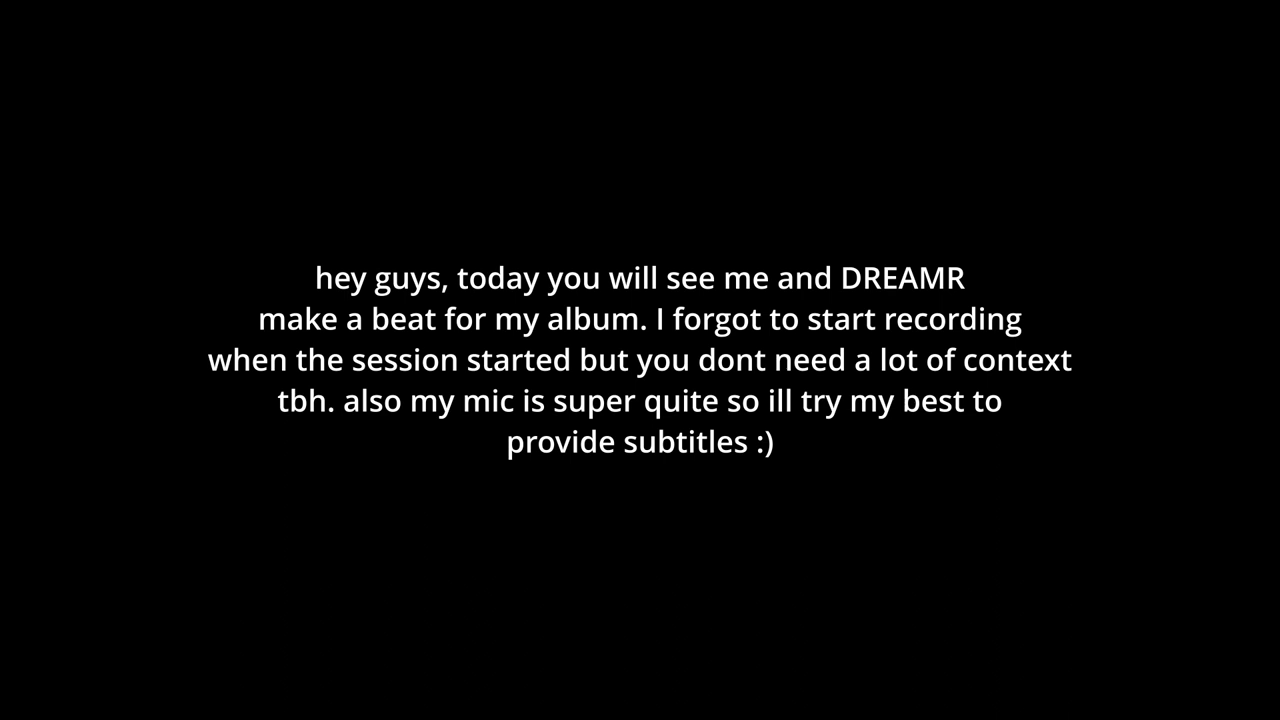 hey guys, today you will see me and DREAMR
make a beat for my album. I forgot to start recording
when the session started but you dont need a lot of context
tbh. also my mic is super quite so ill try my best to
provide subtitles :)